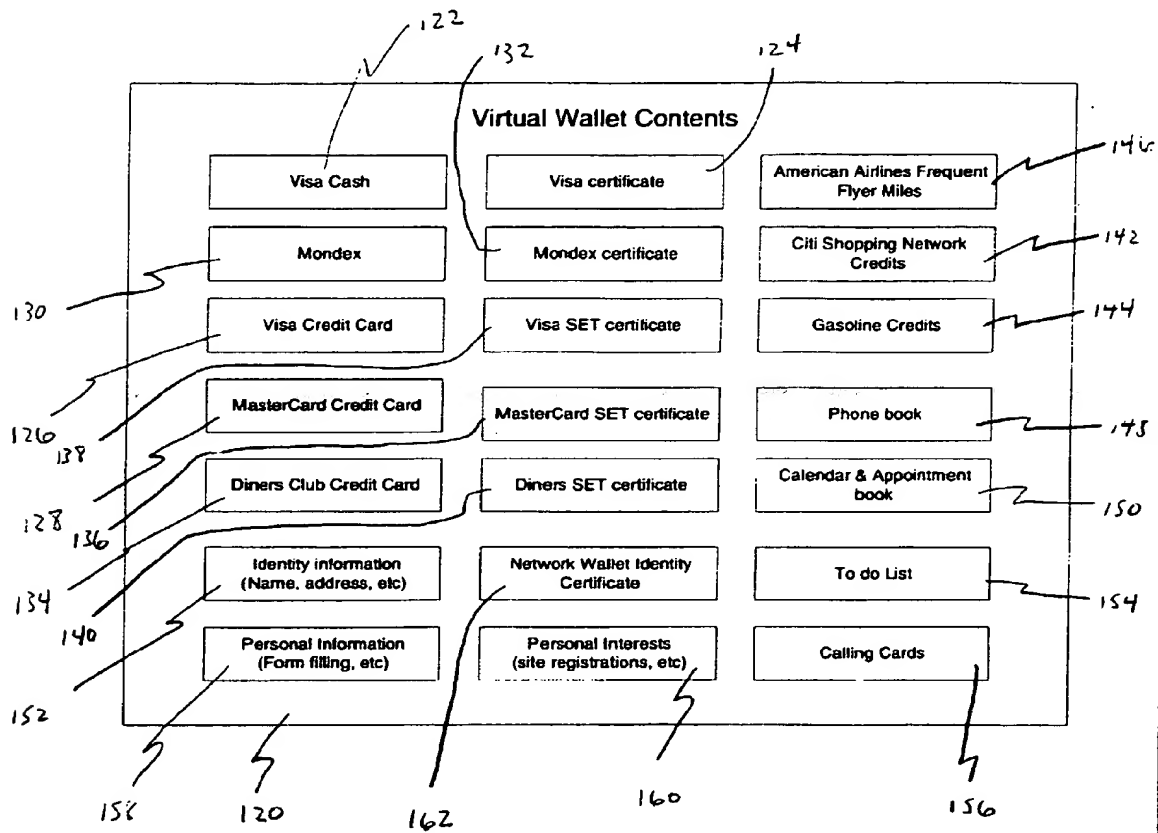 122
132
124
Virtual Wallet Contents
Visa Cash
Visa certificate
American Airlines Frequent
Flyer Miles
146
Mondex
Mondex certificate
Citi Shopping Network
Credits
142
130
Visa Credit Card
Visa SET certificate
Gasoline Credits
144
MasterCard Credit Card
MasterCard SET certificate
Phone book
148
126
138
Diners Club Credit Card
Diners SET certificate
Calendar & Appointment
book
150
128
136
Identity information
(Name, address, etc)
Network Wallet Identity
Certificate
To do List
154
134
140
Personal Information
(Form filling, etc)
Personal Interests
(site registrations, etc)
Calling Cards
152
158
120
162
160
156